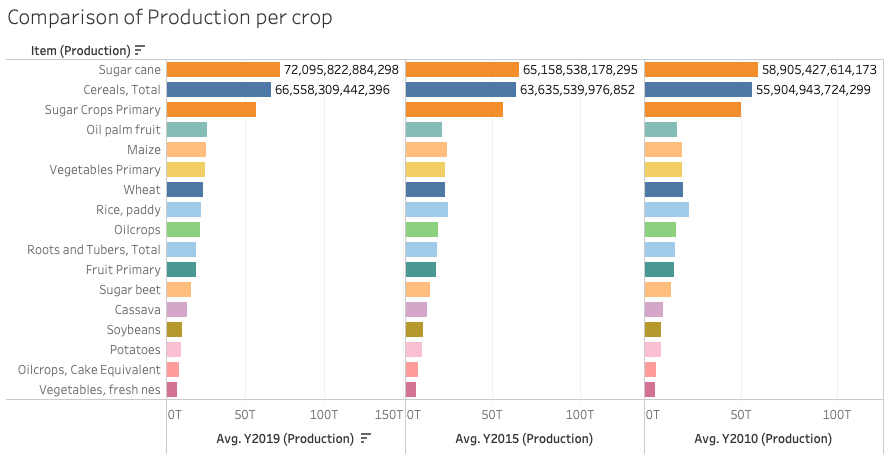 Comparison of Production per crop
Item (Production)
Sugar cane 72,095,822,884,298 65,158,538,178,295 58,905,427,614,173
Cereals, Total 66,558,309,442,396 63,635,539,976,852 55,904,943,724,299
Sugar Crops Primary
Oil palm fruit
Maize
Vegetables Primary
Wheat
Rice, paddy
Oilcrops
Roots and Tubers, Total
Fruit Primary
Sugar beet
Cassava
Soybeans
Potatoes
Oilcrops, Cake Equivalent
Vegetables, fresh nes
0T 50T 100T 150T 0T 50T 100T 0T 50T 100T
Avg. Y2019 (Production) Avg. Y2015 (Production) Avg. Y2010 (Production)